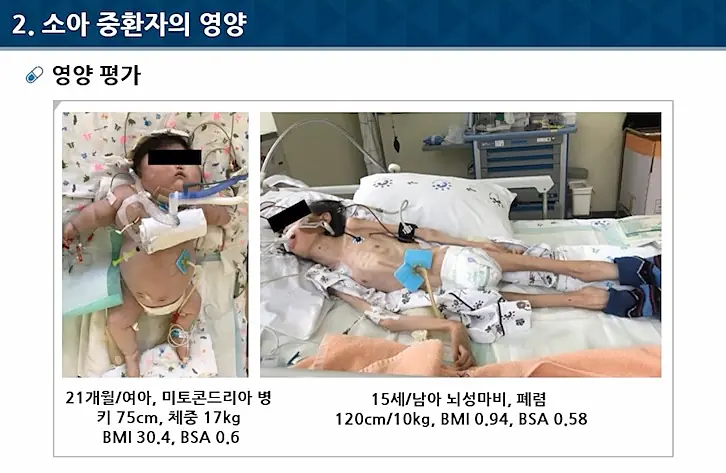 2. 소아 중환자의 영양
영양 평가
21개월/여아, 미토콘드리아 병
키 75cm, 체중 17kg
BMI 30.4, BSA 0.6
15세/남아 뇌성마비, 폐렴
120cm/10kg, BMI 0.94, BSA 0.58